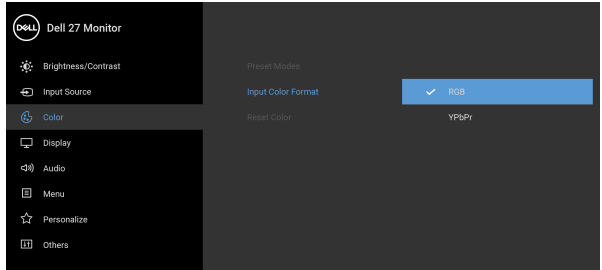 DELL Dell 27 Monitor
Brightness/Contrast
Input Source
Color
Display
Audio
Menu
Personalize
Others
Preset Modes
Input Color Format
Reset Color
RGB
YPbPr